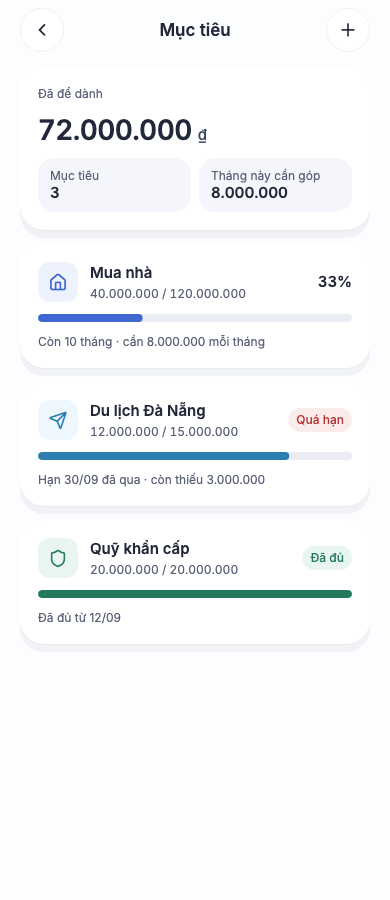 Mục tiêu
Đã để dành
72.000.000 ₫
Mục tiêu
3
Tháng này cần góp
8.000.000
Mua nhà
40.000.000 / 120.000.000
33%
Còn 10 tháng · cần 8.000.000 mỗi tháng
Du lịch Đà Nẵng
12.000.000 / 15.000.000
Quá hạn
Hạn 30/09 đã qua · còn thiếu 3.000.000
Quỹ khẩn cấp
20.000.000 / 20.000.000
Đã đủ
Đã đủ từ 12/09